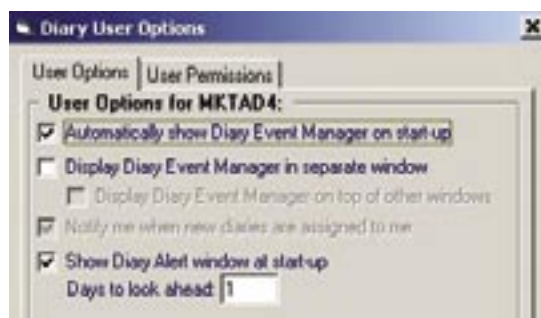 Diary User Options
User Options User Permissions
User Options for MKTAD4:
Automatically show Diary Event Manager on start-up
Display Diary Event Manager in separate window
Display Diary Event Manager on top of other windows
Notify me when new diaries are assigned to me
Show Diary Alert window at start-up
Days to look ahead: 1